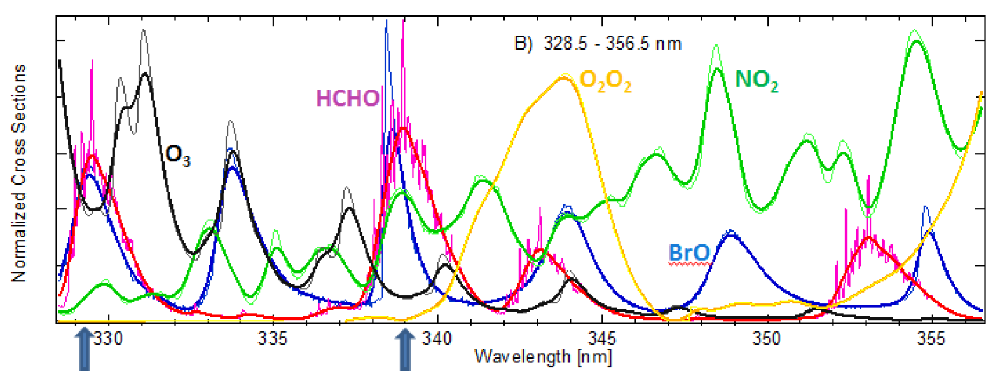 B) 328.5 - 356.5 nm
O₂O₂
NO₂
HCHO
O₃
BrO
Normalized Cross Sections
330 335 340 345 350 355
Wavelength [nm]